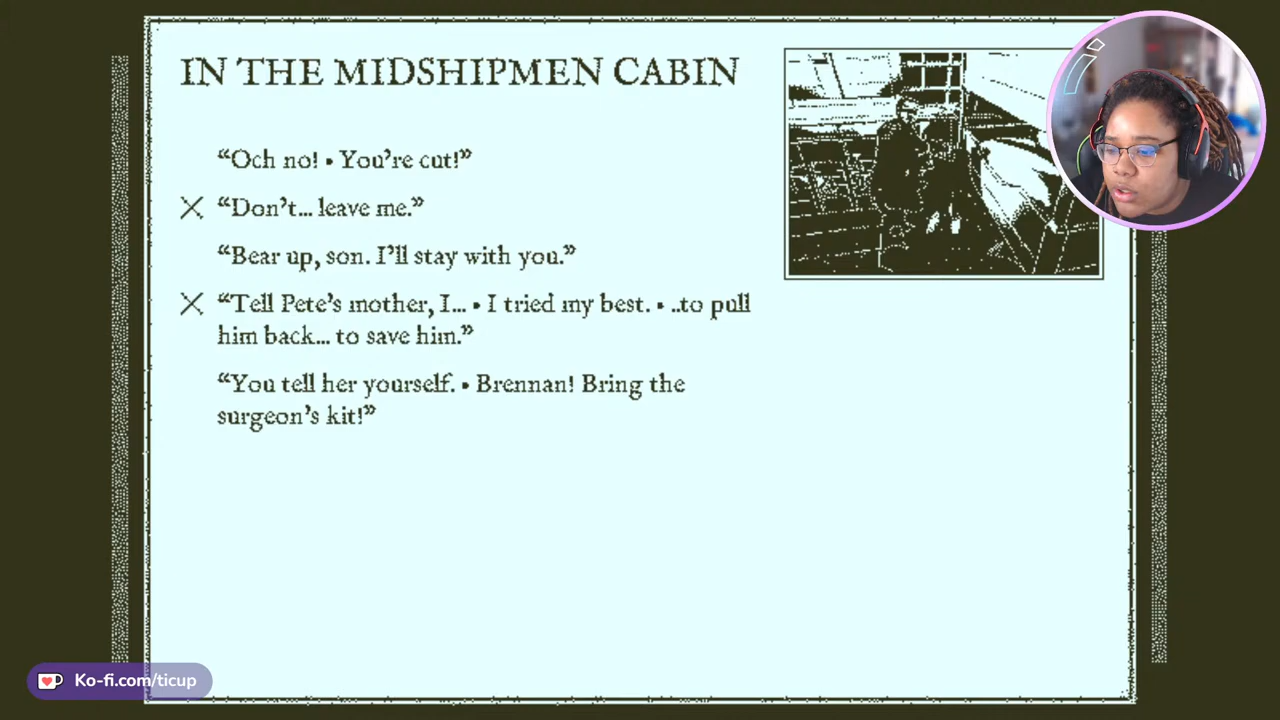 IN THE MIDSHIPMEN CABIN
“Och no! • You’re cut!”
“Don’t... leave me.”
“Bear up, son. I’ll stay with you.”
“Tell Pete’s mother, I... • I tried my best. • ..to pull
him back... to save him.”
“You tell her yourself. • Brennan! Bring the
surgeon’s kit!”
Ko-fi.com/ticup